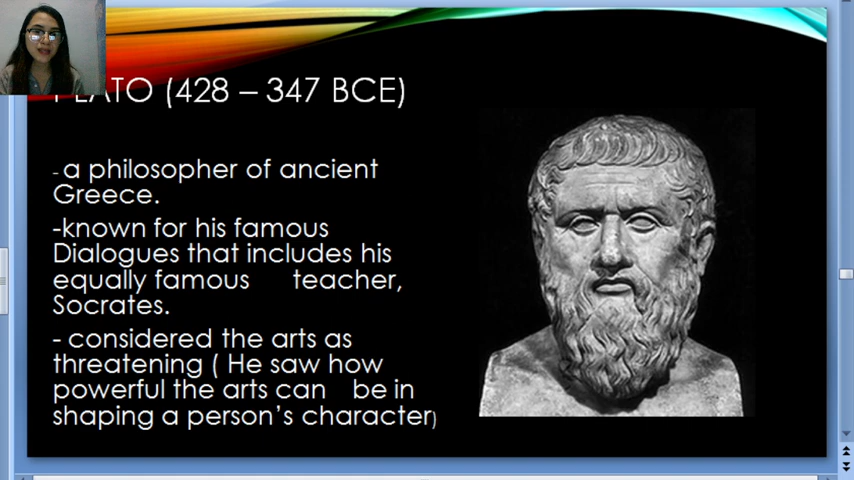 PLATO (428 – 347 BCE)
- a philosopher of ancient
Greece.
-known for his famous
Dialogues that includes his
equally famous teacher,
Socrates.
- considered the arts as
threatening ( He saw how
powerful the arts can be in
shaping a person’s character)